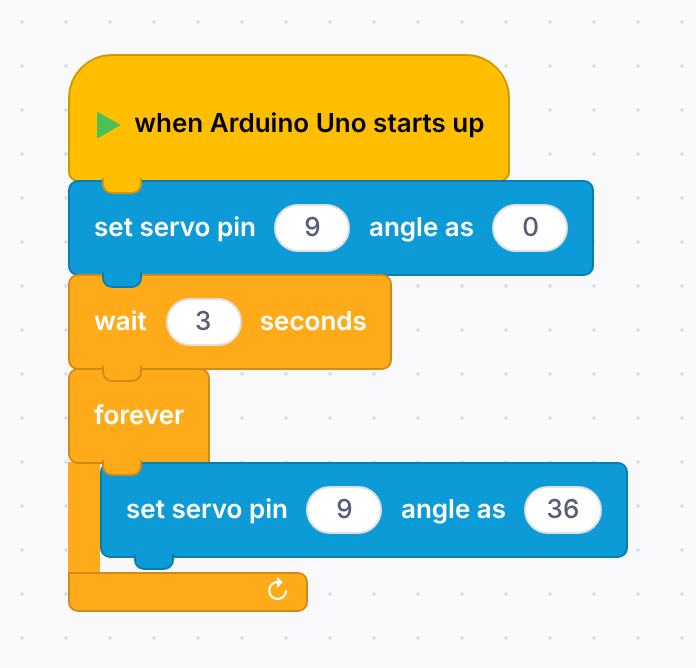 when Arduino Uno starts up
set servo pin 9 angle as 0
wait 3 seconds
forever
set servo pin 9 angle as 36